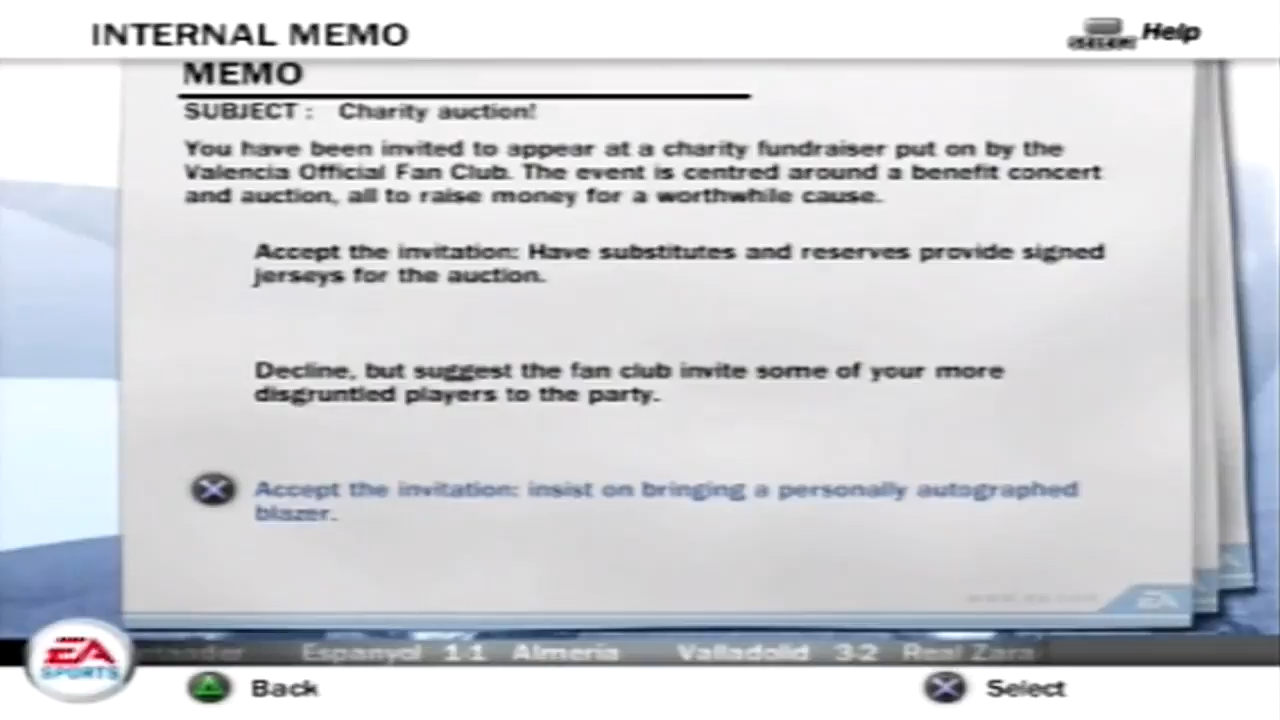 INTERNAL MEMO
Help
MEMO
SUBJECT : Charity auction!
You have been invited to appear at a charity fundraiser put on by the
Valencia Official Fan Club. The event is centred around a benefit concert
and auction, all to raise money for a worthwhile cause.
Accept the invitation: Have substitutes and reserves provide signed
jerseys for the auction.
Decline, but suggest the fan club invite some of your more
disgruntled players to the party.
Accept the invitation: insist on bringing a personally autographed
blazer.
EA
EA
SPORTS
Espanyol 1-1 Almeria Valladolid 3-2 Real Zara
Back
Select